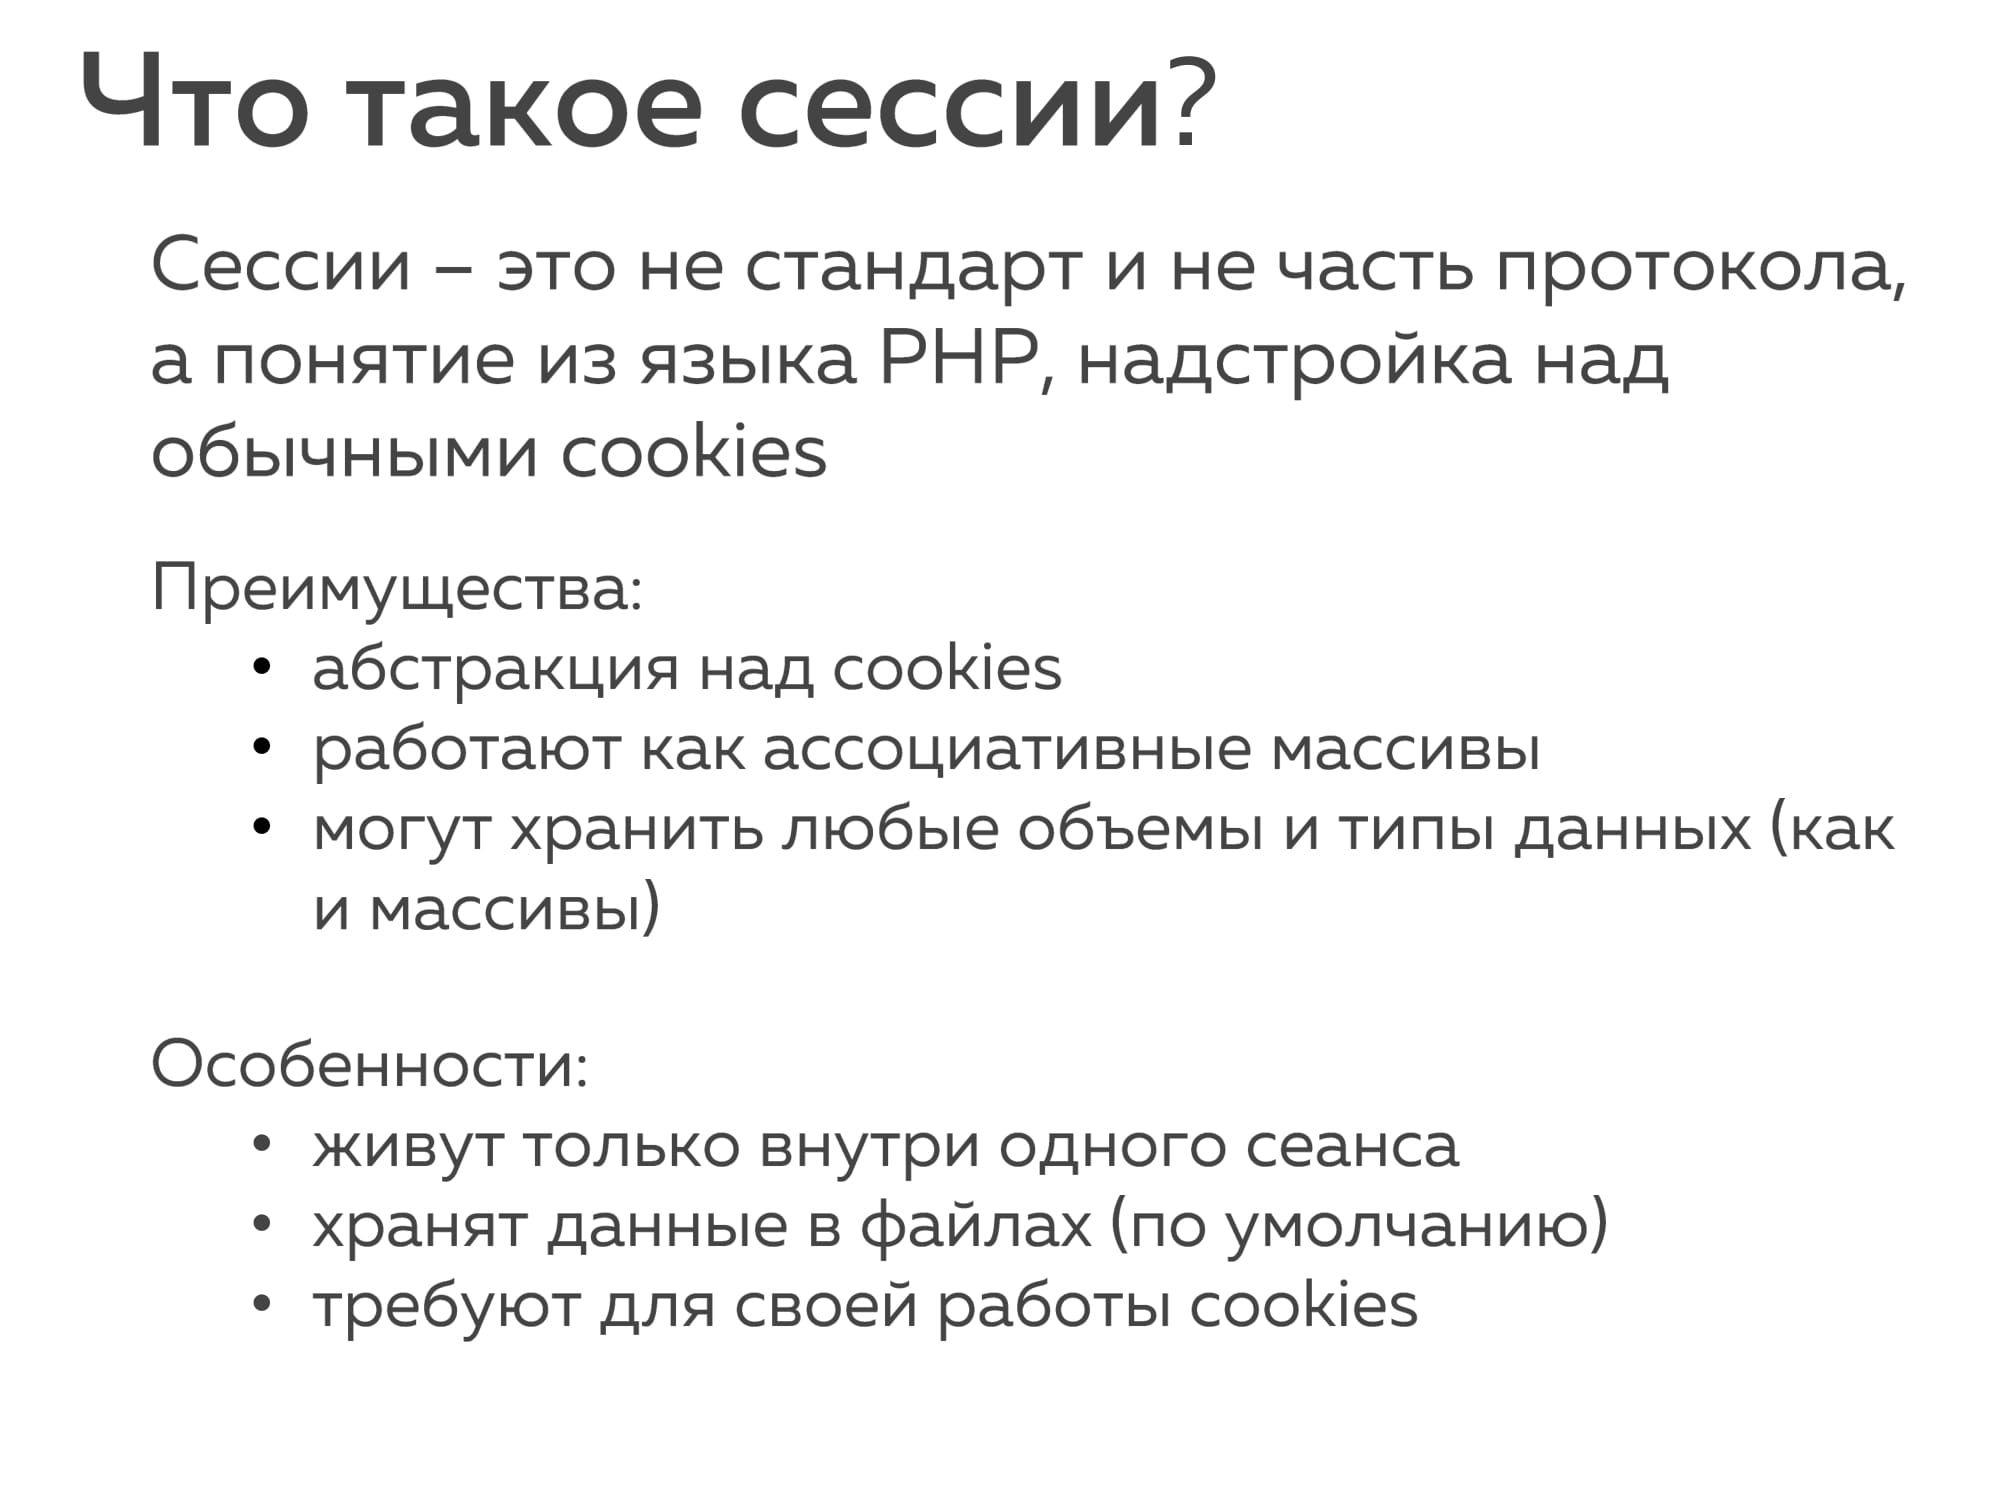 Что такое сессии?
Сессии – это не стандарт и не часть протокола,
а понятие из языка PHP, надстройка над
обычными cookies
Преимущества:
• абстракция над cookies
• работают как ассоциативные массивы
• могут хранить любые объемы и типы данных (как
и массивы)
Особенности:
• живут только внутри одного сеанса
• хранят данные в файлах (по умолчанию)
• требуют для своей работы cookies